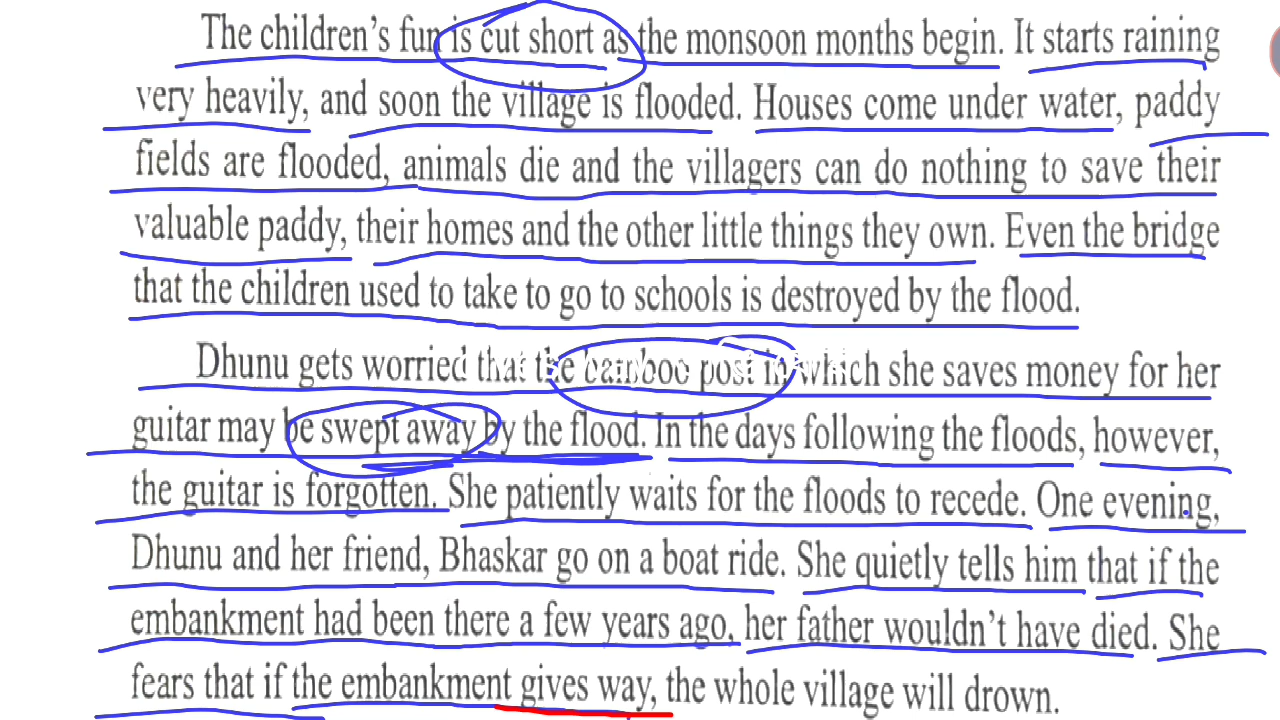 The children's fun is cut short as the monsoon months begin. It starts raining
very heavily, and soon the village is flooded. Houses come under water, paddy
fields are flooded, animals die and the villagers can do nothing to save their
valuable paddy, their homes and the other little things they own. Even the bridge
that the children used to take to go to schools is destroyed by the flood.
Dhunu gets worried that the bamboo post in which she saves money for her
guitar may be swept away by the flood. In the days following the floods, however,
the guitar is forgotten. She patiently waits for the floods to recede. One evening,
Dhunu and her friend, Bhaskar go on a boat ride. She quietly tells him that if the
embankment had been there a few years ago, her father wouldn't have died. She
fears that if the embankment gives way, the whole village will drown.